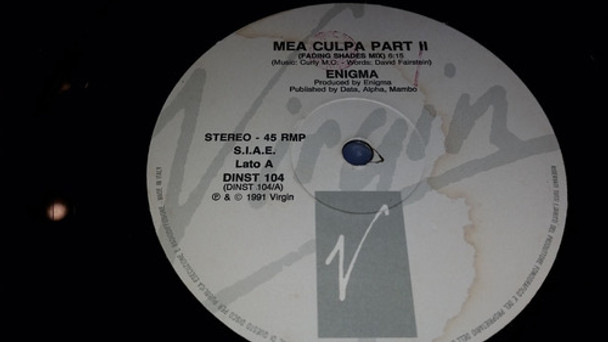 MEA CULPA PART II
(FADING SHADES MIX) 6:15
(Music: Curly M.C. - Words: David Fairstein)
ENIGMA
Produced by Enigma
Published by Data, Alpha, Mambo
STEREO - 45 RMP
S.I.A.E.
Lato A
DINST 104
(DINST 104/A)
℗ & © 1991 Virgin
Virgin
V